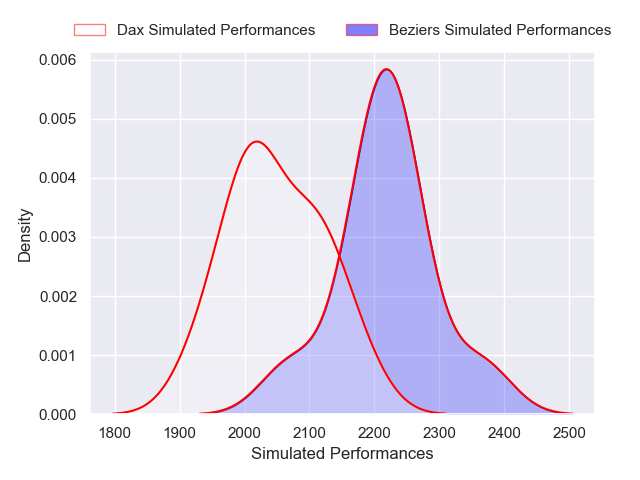 Dax Simulated Performances Beziers Simulated Performances
0.006
0.005
0.004
0.003
0.002
0.001
0.000
Density
1800 1900 2000 2100 2200 2300 2400 2500
Simulated Performances